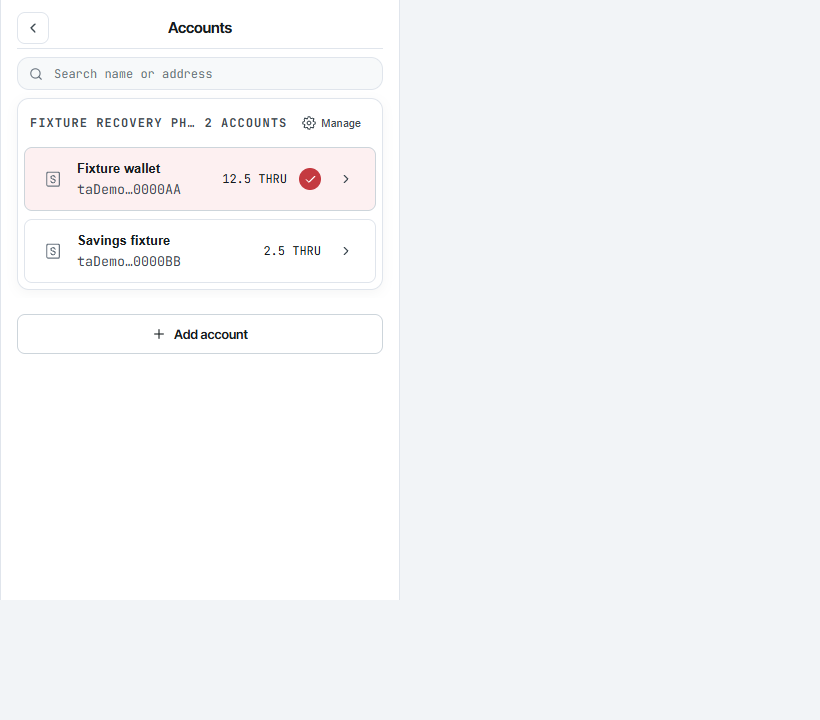 Accounts
Search name or address
FIXTURE RECOVERY PH… 2 ACCOUNTS Manage
S Fixture wallet 12.5 THRU
taDemo…0000AA
S Savings fixture 2.5 THRU
taDemo…0000BB
+ Add account